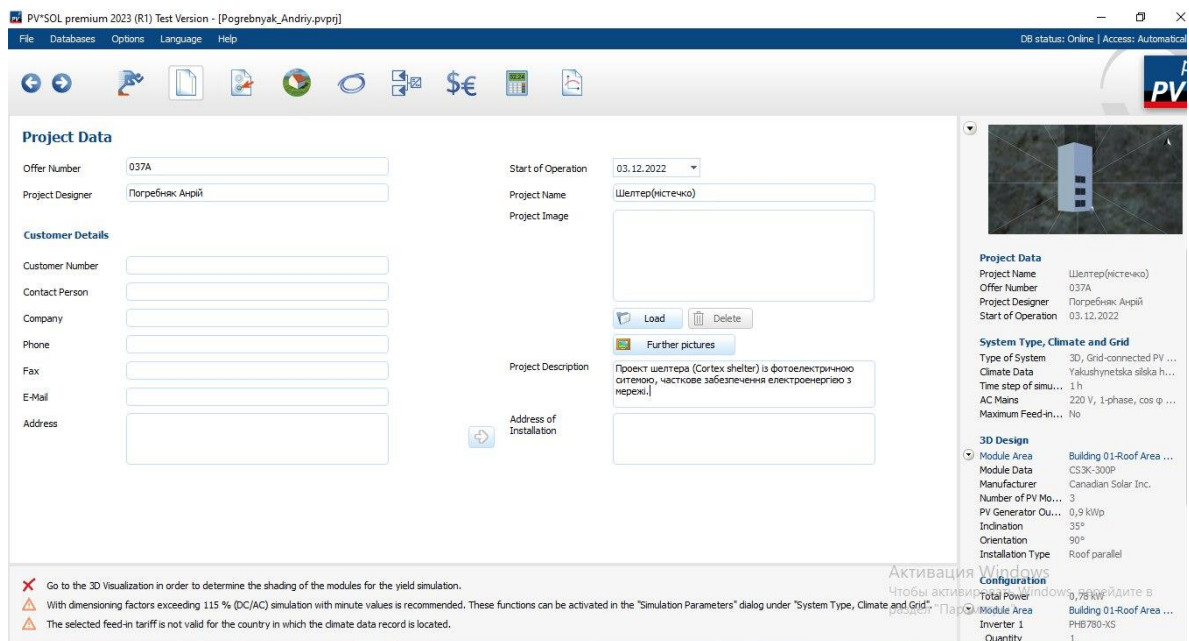 PV*SOL premium 2023 (R1) Test Version - [Pogrebnyak_Andriy.pvprj]
File Databases Options Language Help
DB status: Online | Access: Automatical
$€
PV
Project Data
Offer Number 037A
Start of Operation 03.12.2022
Project Designer Погребняк Анрій
Project Name Шелтер(містечко)
Project Image
Customer Details
Customer Number
Contact Person
Company
Load Delete
Phone
Further pictures
Fax
Project Description Проект шелтера (Cortex shelter) із фотоелектричною
ситемою, часткове забезпечення електроенергією з
мережі.
E-Mail
Address
Address of
Installation
Project Data
Project Name Шелтер(містечко)
Offer Number 037A
Project Designer Погребняк Анрій
Start of Operation 03.12.2022
System Type, Climate and Grid
Type of System 3D, Grid-connected PV ...
Climate Data Yakushynetska silska h...
Time step of simu... 1 h
AC Mains 220 V, 1-phase, cos φ ...
Maximum Feed-in... No
3D Design
Module Area Building 01-Roof Area ...
Module Data CS3K-300P
Manufacturer Canadian Solar Inc.
Number of PV Mo... 3
PV Generator Ou... 0,9 kWp
Inclination 35°
Orientation 90°
Installation Type Roof parallel
Configuration
Total Power 0,78 kW
Module Area Building 01-Roof Area ...
Inverter 1 PHB780-XS
Quantity 1
Go to the 3D Visualization in order to determine the shading of the modules for the yield simulation.
With dimensioning factors exceeding 115 % (DC/AC) simulation with minute values is recommended. These functions can be activated in the "Simulation Parameters" dialog under "System Type, Climate and Grid".
The selected feed-in tariff is not valid for the country in which the climate data record is located.
Активация Windows
Чтобы активировать Windows, перейдите в
раздел "Параметры".